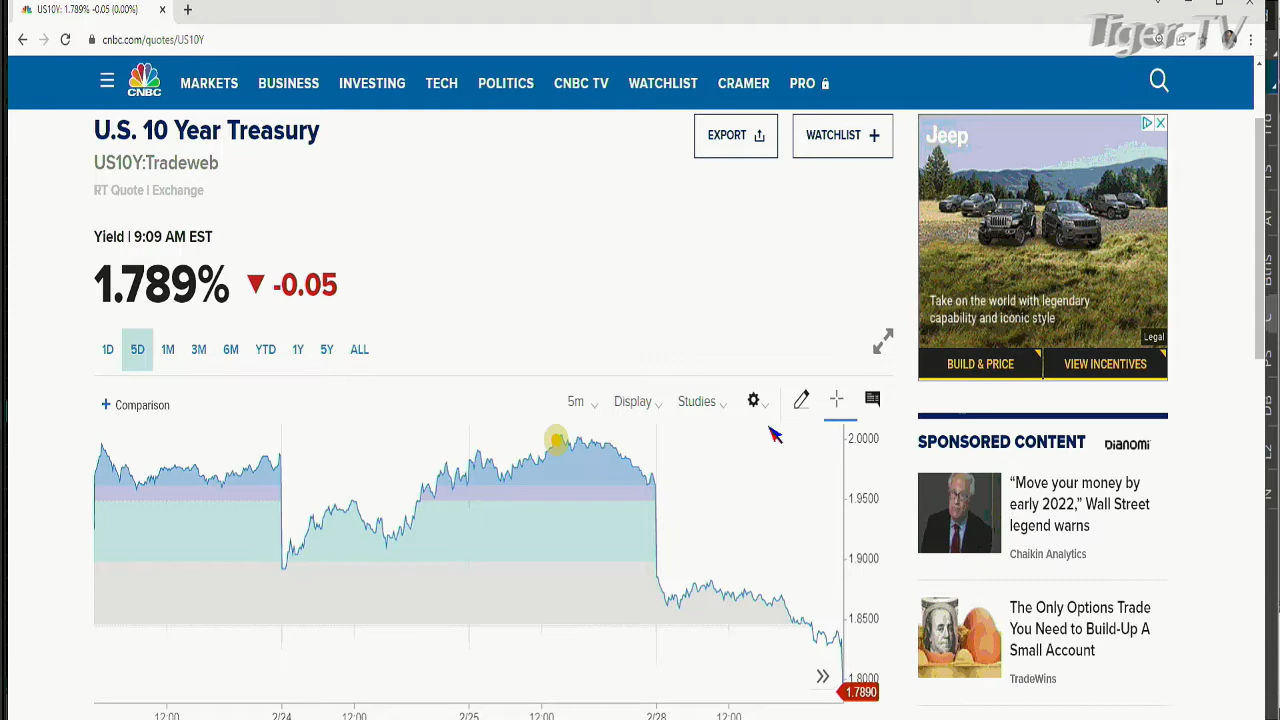 US10Y: 1.789% -0.05 (0.00%)
Tiger-TV
cnbc.com/quotes/US10Y
CNBC
MARKETS BUSINESS INVESTING TECH POLITICS CNBC TV WATCHLIST CRAMER PRO
U.S. 10 Year Treasury
EXPORT WATCHLIST +
US10Y:Tradeweb
RT Quote | Exchange
Yield | 9:09 AM EST
1.789% ▼ -0.05
1D 5D 1M 3M 6M YTD 1Y 5Y ALL
+ Comparison
5m Display Studies
2.0000
1.9500
1.9000
1.8500
1.8000
1.7890
12:00 2/24 12:00 2/25 12:00 2/28 12:00
Jeep
Take on the world with legendary
capability and iconic style
Legal
BUILD & PRICE VIEW INCENTIVES
SPONSORED CONTENT DIANOMI
“Move your money by
early 2022,” Wall Street
legend warns
Chaikin Analytics
The Only Options Trade
You Need to Build-Up A
Small Account
TradeWins